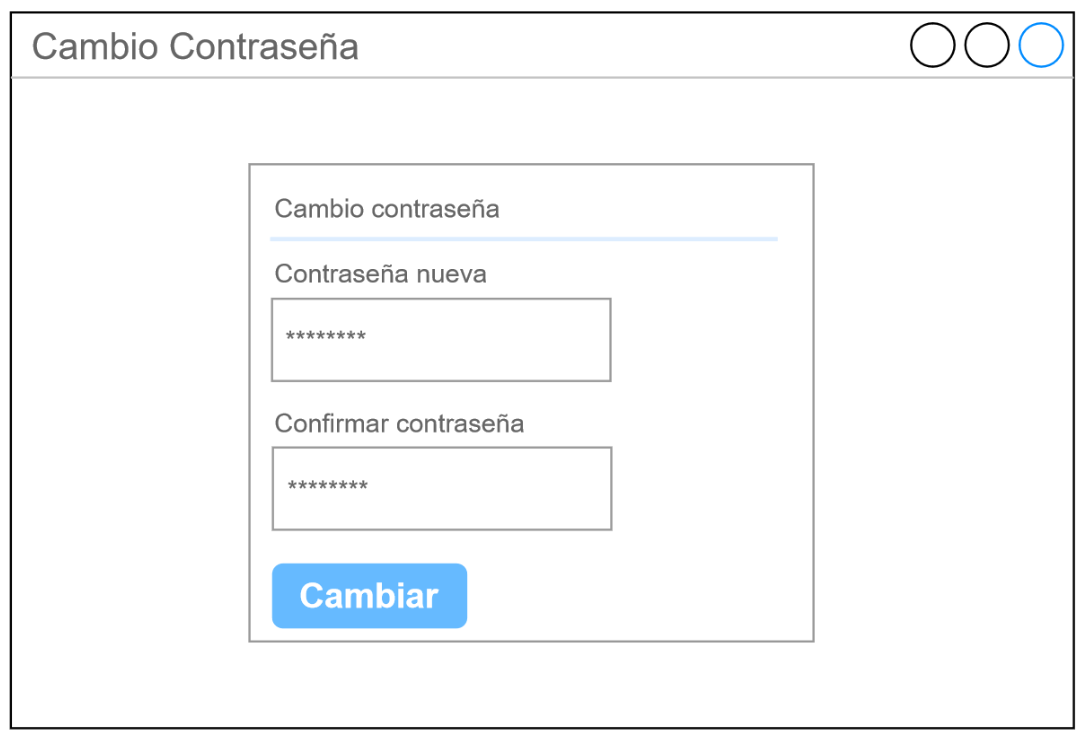 Cambio Contraseña
Cambio contraseña
Contraseña nueva
********
Confirmar contraseña
********
Cambiar